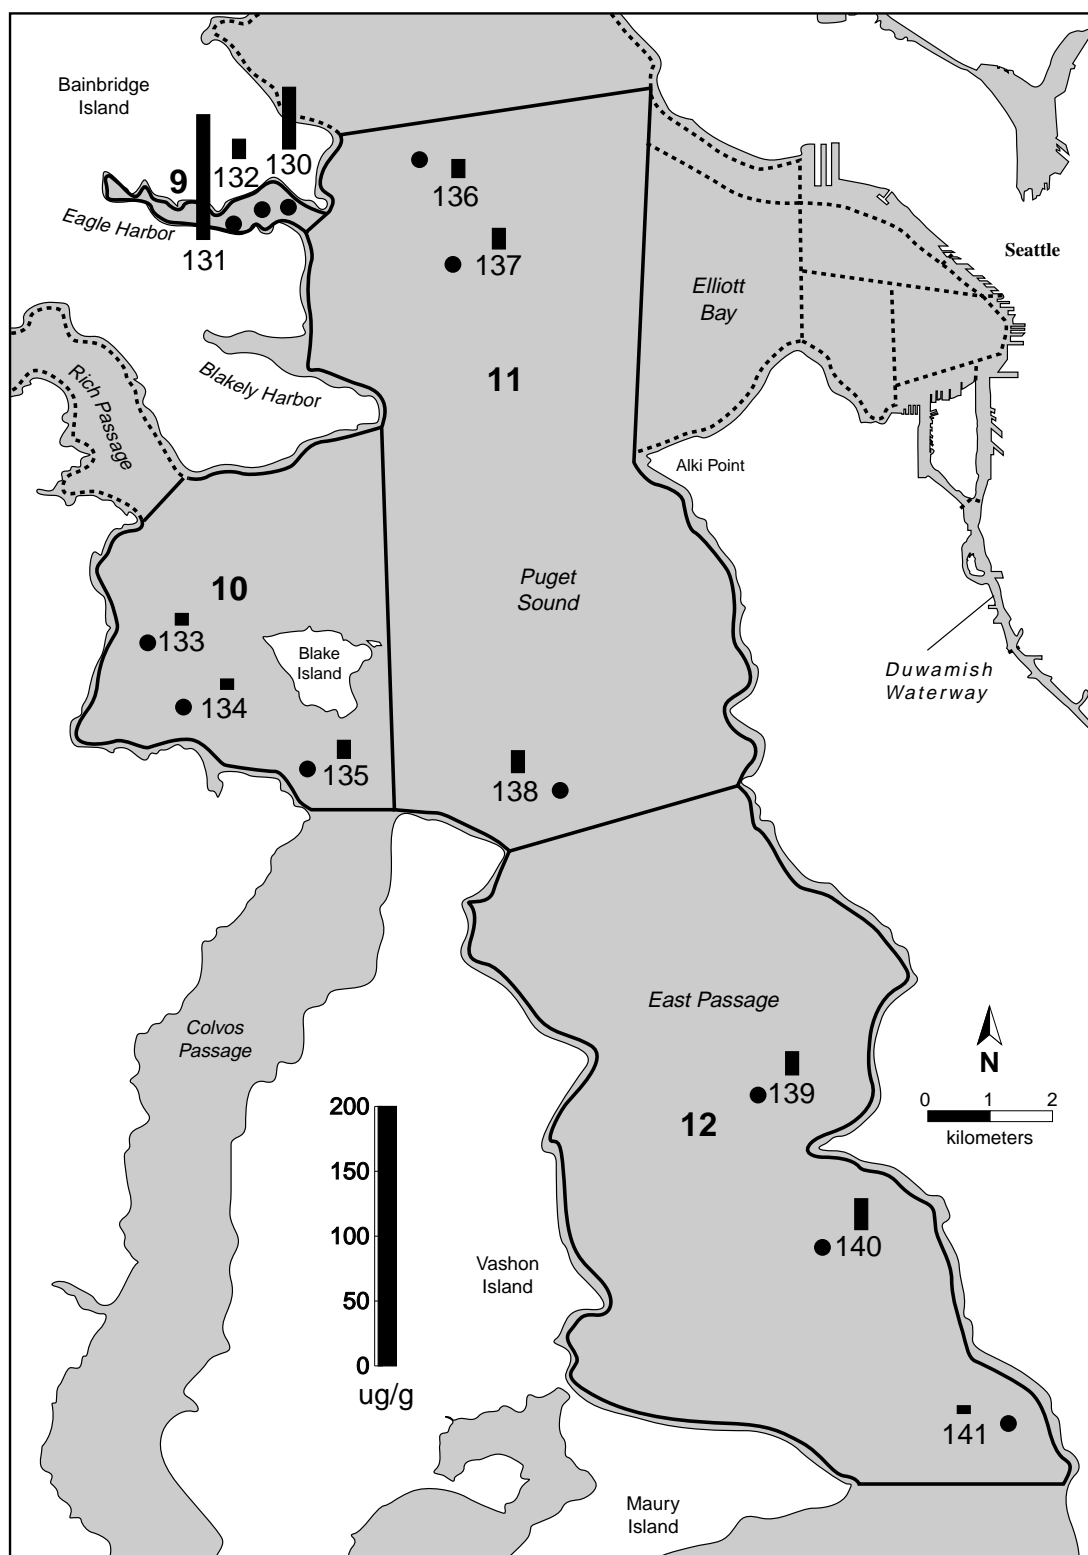 Bainbridge
Island
9
132
130
Eagle Harbor
131
136
137
Seattle
Elliott
Bay
Rich Passage
Blakely Harbor
11
Alki Point
10
Puget
Sound
133
Blake
Island
134
Duwamish
Waterway
135
138
East Passage
Colvos
Passage
N
139
0 1 2
kilometers
12
200
150
100
50
0
ug/g
140
Vashon
Island
141
Maury
Island